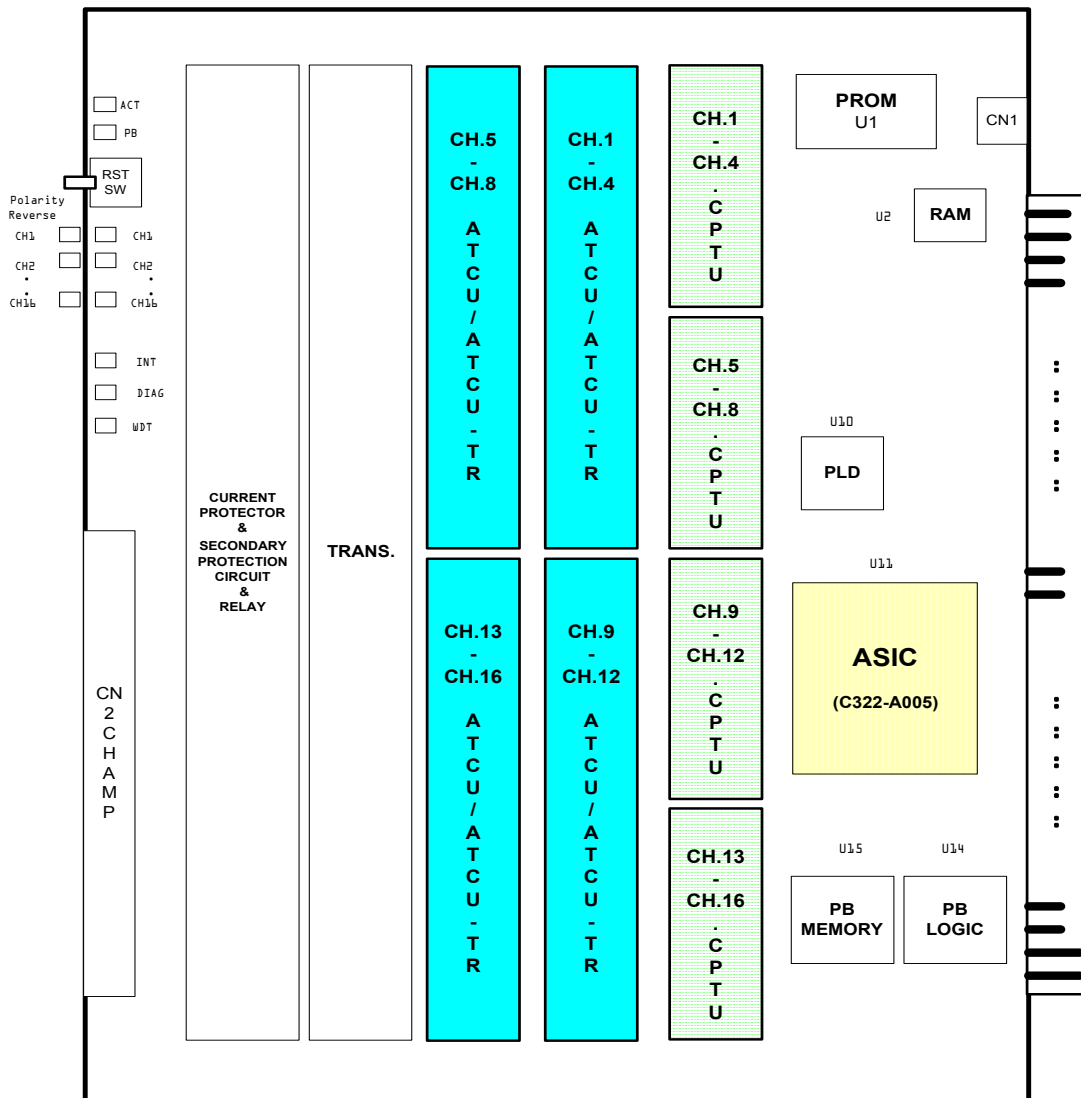 ACT
PB
RST
SW
Polarity
Reverse
CH1
CH1
CH2
CH2
CH16
CH16
INT
DIAG
WDT
CN
2
C
H
A
M
P
CURRENT
PROTECTOR
&
SECONDARY
PROTECTION
CIRCUIT
&
RELAY
TRANS.
CH.5
-
CH.8
A
T
C
U
/
A
T
C
U
-
T
R
CH.13
-
CH.16
A
T
C
U
/
A
T
C
U
-
T
R
CH.1
-
CH.4
A
T
C
U
/
A
T
C
U
-
T
R
CH.9
-
CH.12
A
T
C
U
/
A
T
C
U
-
T
R
CH.1
-
CH.4
.
C
P
T
U
CH.5
-
CH.8
.
C
P
T
U
CH.9
-
CH.12
.
C
P
T
U
CH.13
-
CH.16
.
C
P
T
U
PROM
U1
CN1
U2
RAM
U10
PLD
U11
ASIC
(C322-A005)
U15
PB
MEMORY
U14
PB
LOGIC